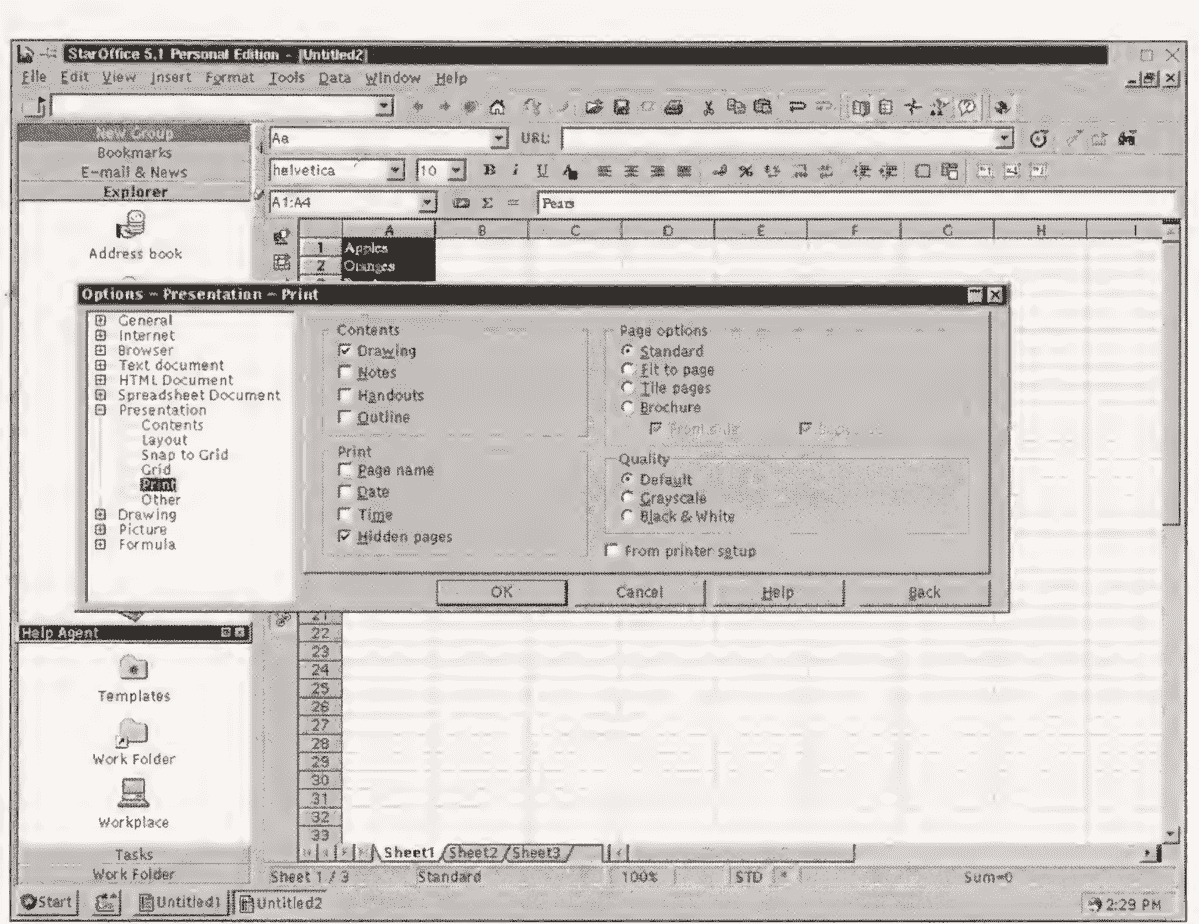 StarOffice 5.1 Personal Edition - [Untitled2]
File Edit View Insert Format Tools Data Window Help
New Group
Aa
URL:
Bookmarks
E-mail & News
helvetica
10
B i U A
Explorer
A1:A4
Σ =
Pears
Address book
A B C D E F G H I
1 Apples
2 Oranges
Options - Presentation - Print
General
Internet
Browser
Text document
HTML Document
Spreadsheet Document
Presentation
Contents
Layout
Snap to Grid
Grid
Print
Other
Drawing
Picture
Formula
Contents
Drawing
Notes
Handouts
Outline
Print
Page name
Date
Time
Hidden pages
Page options
Standard
Fit to page
Tile pages
Brochure
Quality
Default
Grayscale
Black & White
From printer setup
OK Cancel Help Back
21
22
23
24
25
26
27
28
29
30
31
32
33
Help Agent
Templates
Work Folder
Workplace
Tasks
Work Folder
Sheet1 Sheet2 Sheet3
Sheet 1 / 3 Standard 100% STD * Sum=0
Start Untitled1 Untitled2 2:29 PM